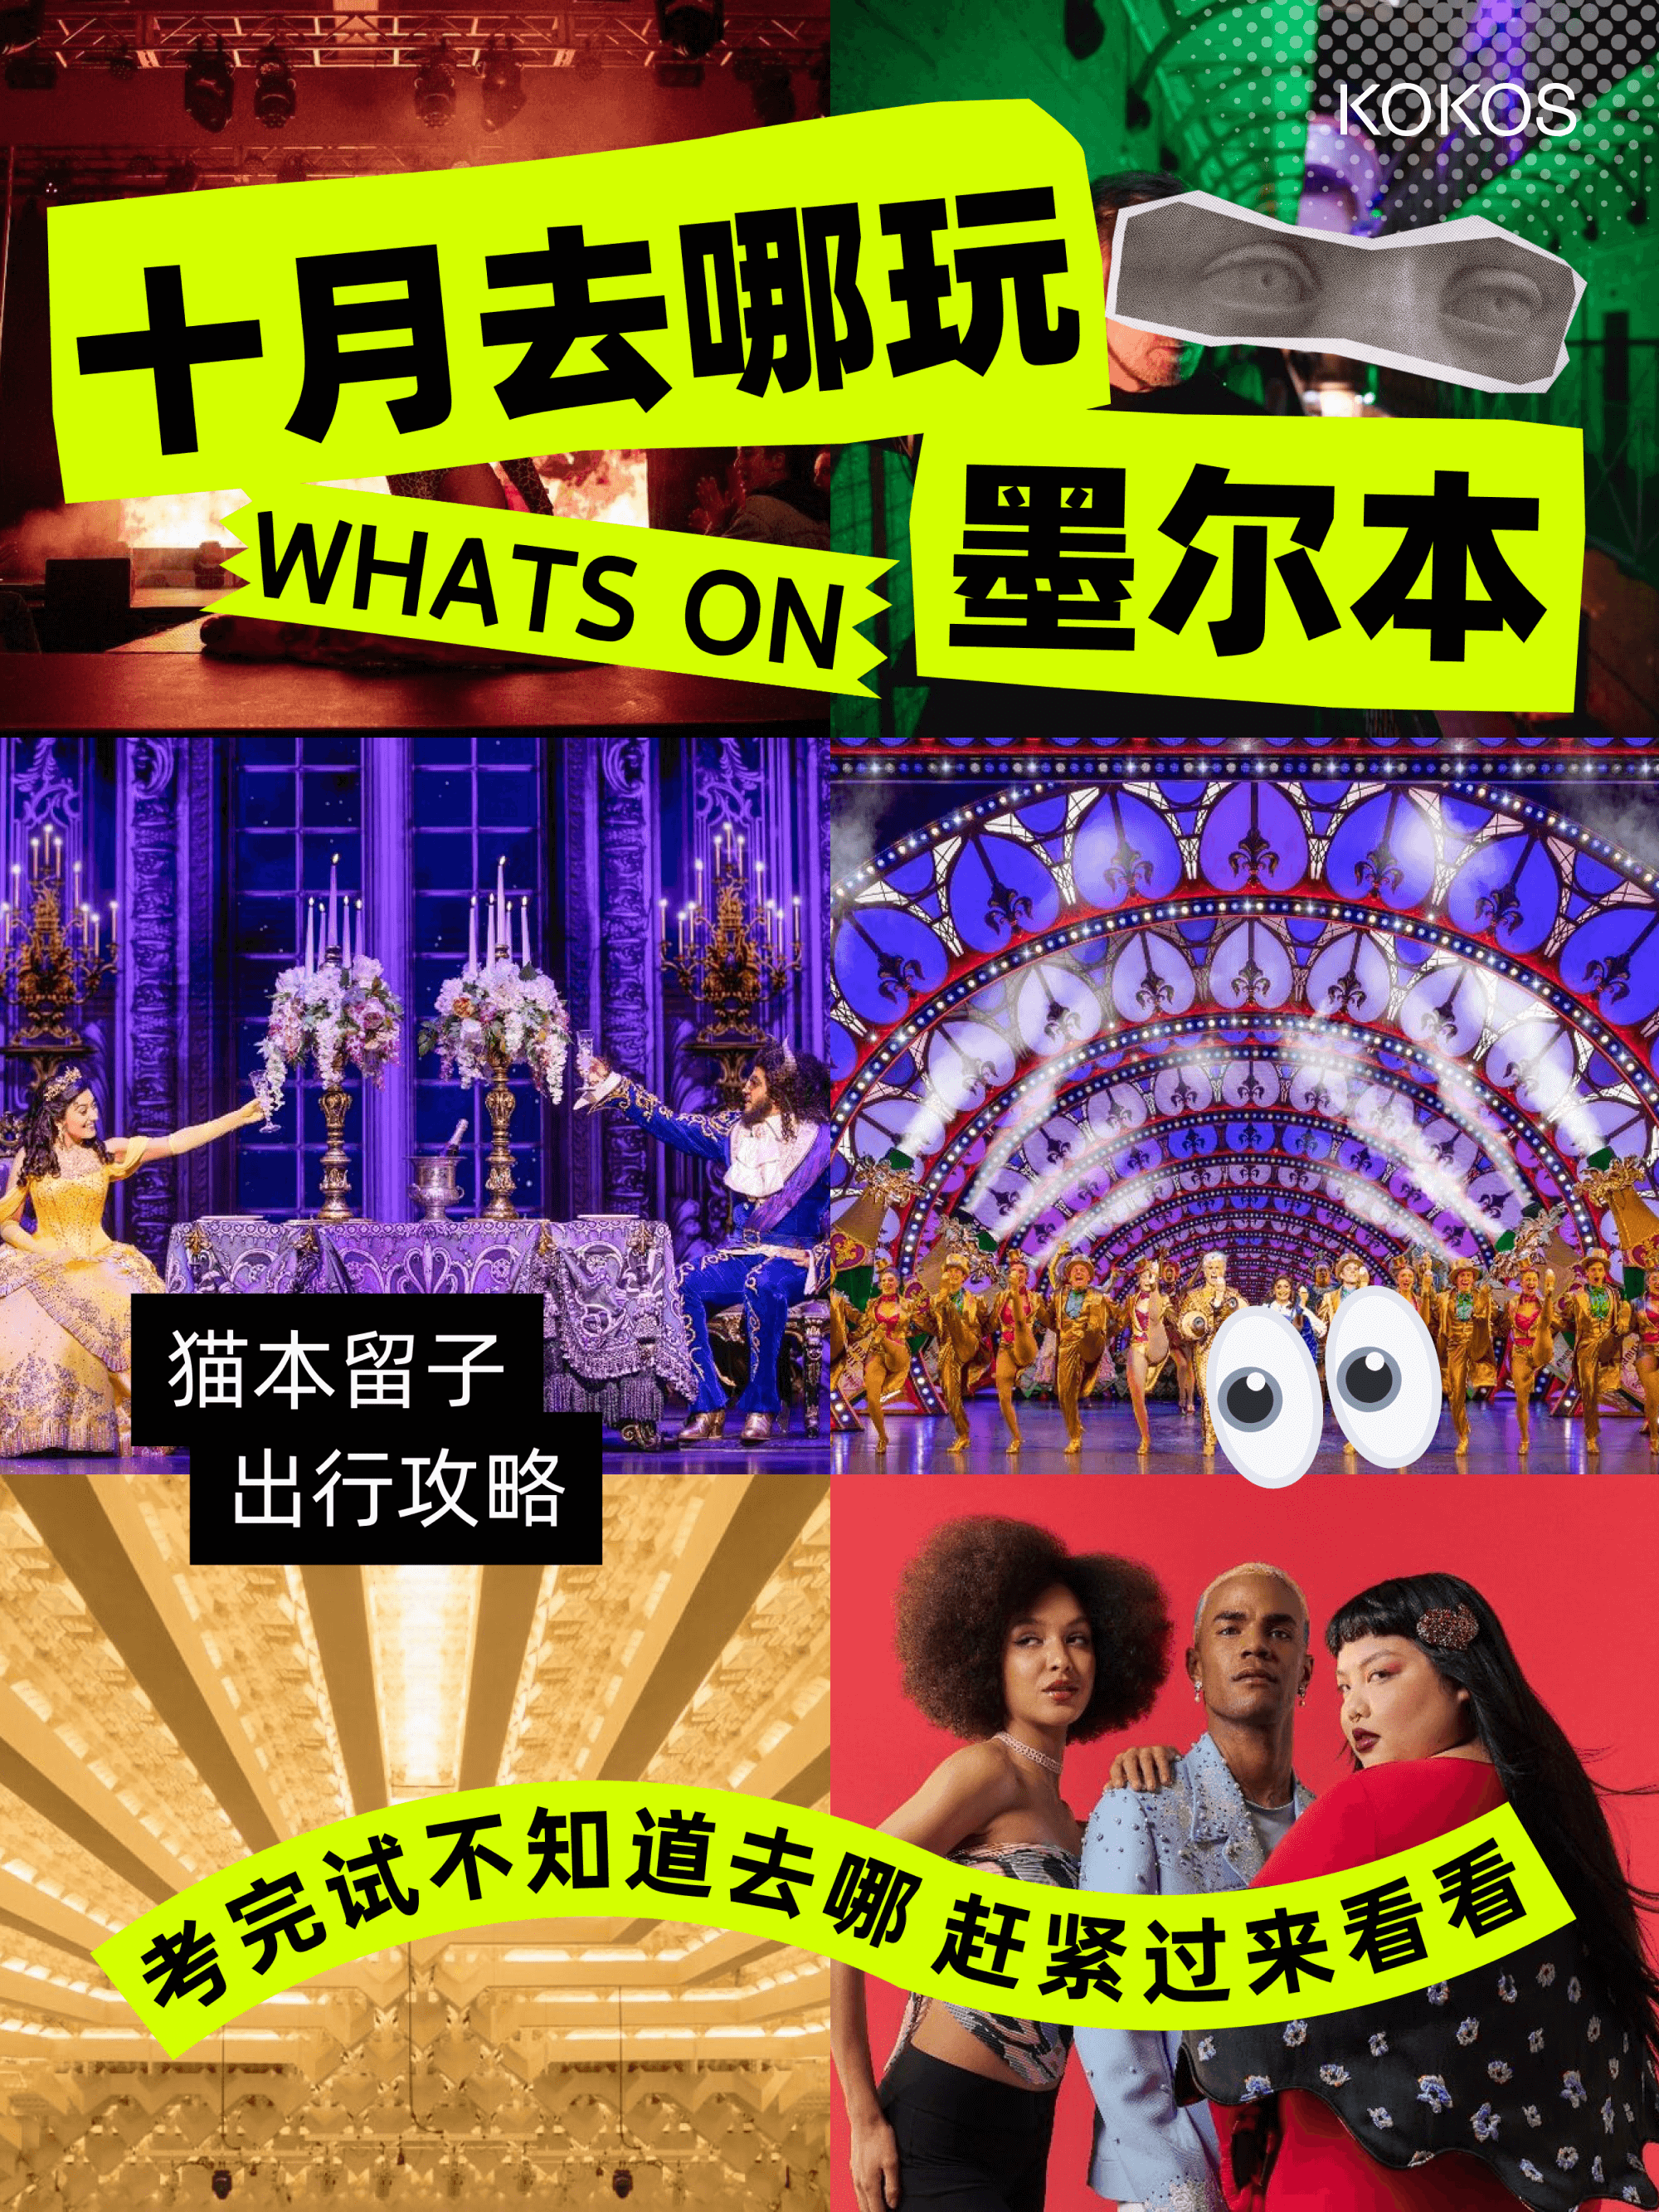 KOKOS
十月去哪玩
墨尔本
WHATS ON
猫本留子
出行攻略
考完试不知道去哪 赶紧过来看看